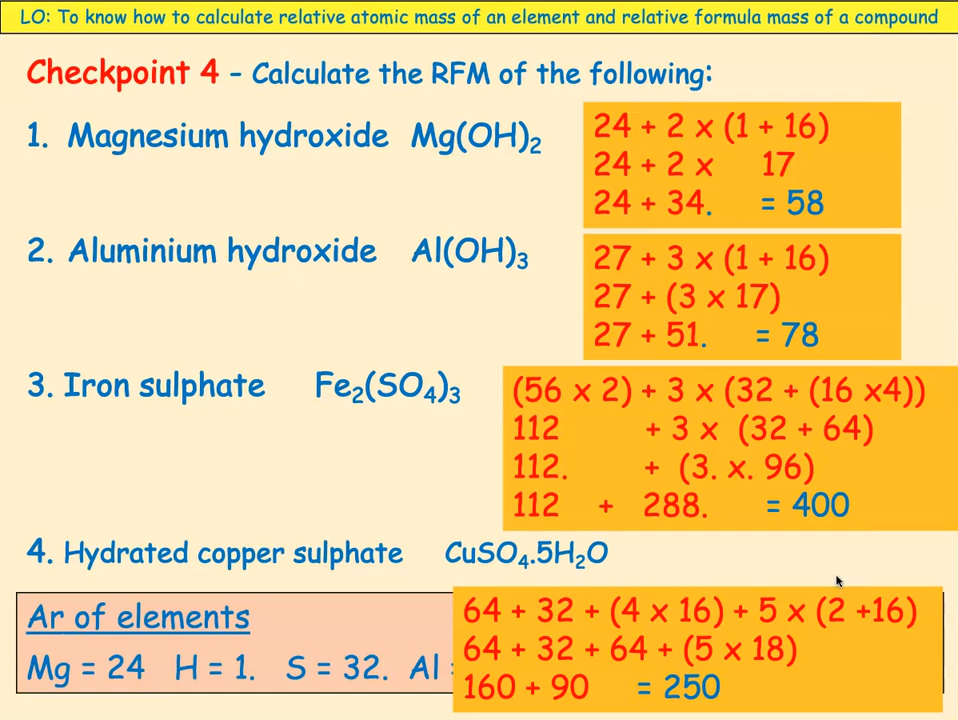 LO: To know how to calculate relative atomic mass of an element and relative formula mass of a compound
Checkpoint 4 - Calculate the RFM of the following:
1. Magnesium hydroxide Mg(OH)₂
24 + 2 x (1 + 16)
24 + 2 x 17
24 + 34. = 58
2. Aluminium hydroxide Al(OH)₃
27 + 3 x (1 + 16)
27 + (3 x 17)
27 + 51. = 78
3. Iron sulphate Fe₂(SO₄)₃
(56 x 2) + 3 x (32 + (16 x4))
112 + 3 x (32 + 64)
112. + (3. x. 96)
112 + 288. = 400
4. Hydrated copper sulphate CuSO₄.5H₂O
64 + 32 + (4 x 16) + 5 x (2 +16)
64 + 32 + 64 + (5 x 18)
160 + 90 = 250
Ar of elements
Mg = 24 H = 1. S = 32. Al